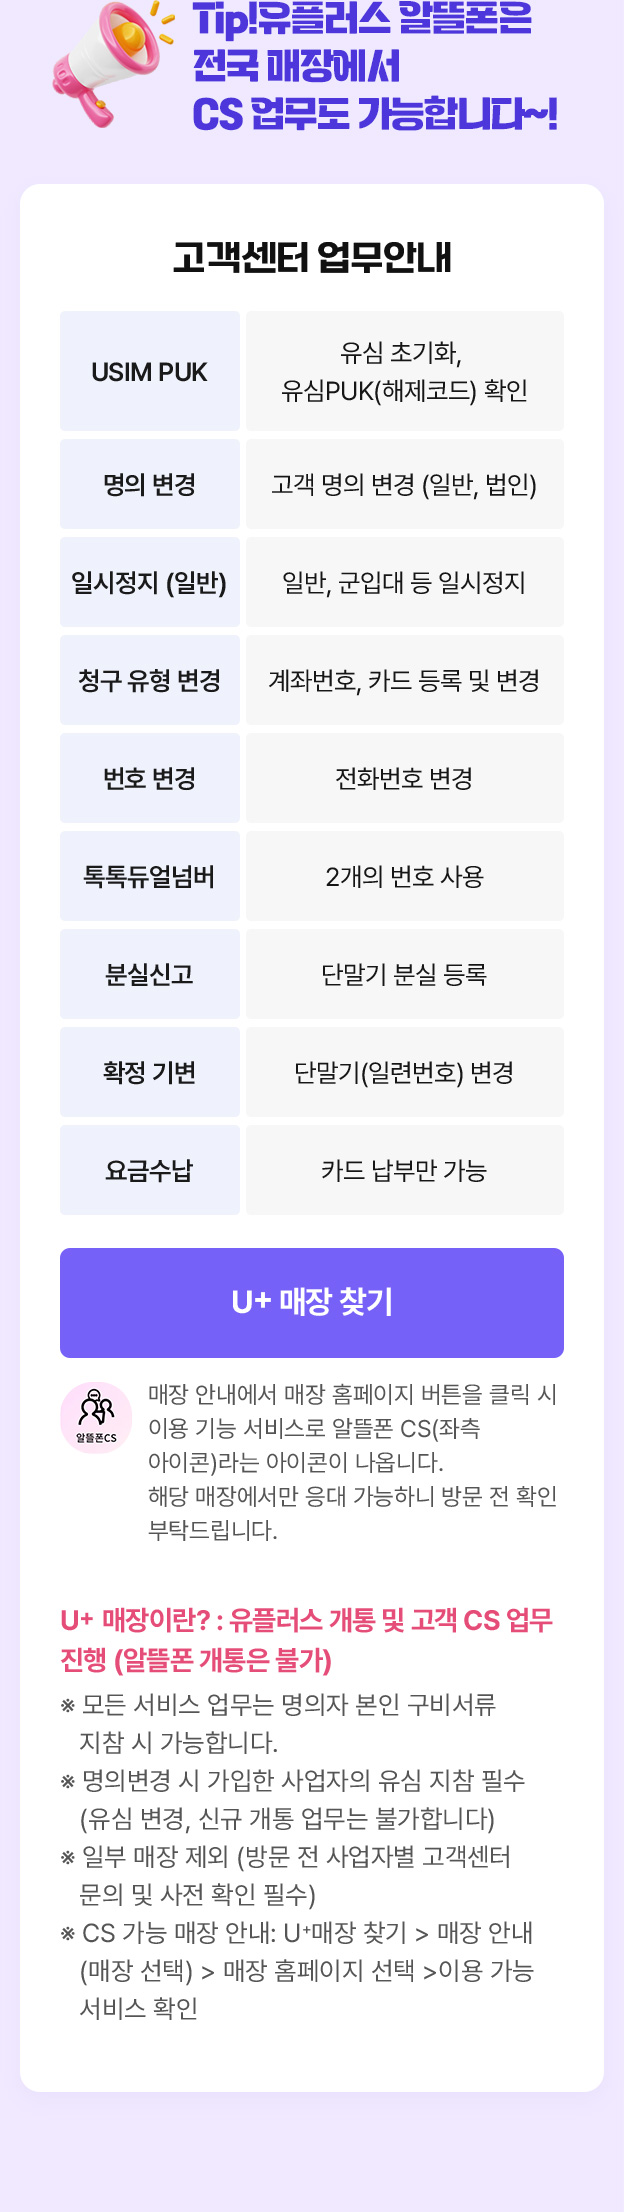 Tip!유플러스 알뜰폰은
전국 매장에서
CS 업무도 가능합니다~!
고객센터 업무안내
USIM PUK
유심 초기화,
유심PUK(해제코드) 확인
명의 변경
고객 명의 변경 (일반, 법인)
일시정지 (일반)
일반, 군입대 등 일시정지
청구 유형 변경
계좌번호, 카드 등록 및 변경
번호 변경
전화번호 변경
톡톡듀얼넘버
2개의 번호 사용
분실신고
단말기 분실 등록
확정 기변
단말기(일련번호) 변경
요금수납
카드 납부만 가능
U+ 매장 찾기
알뜰폰CS
매장 안내에서 매장 홈페이지 버튼을 클릭 시
이용 기능 서비스로 알뜰폰 CS(좌측
아이콘)라는 아이콘이 나옵니다.
해당 매장에서만 응대 가능하니 방문 전 확인
부탁드립니다.
U+ 매장이란? : 유플러스 개통 및 고객 CS 업무
진행 (알뜰폰 개통은 불가)
※ 모든 서비스 업무는 명의자 본인 구비서류
지참 시 가능합니다.
※ 명의변경 시 가입한 사업자의 유심 지참 필수
(유심 변경, 신규 개통 업무는 불가합니다)
※ 일부 매장 제외 (방문 전 사업자별 고객센터
문의 및 사전 확인 필수)
※ CS 가능 매장 안내: U⁺매장 찾기 > 매장 안내
(매장 선택) > 매장 홈페이지 선택 >이용 가능
서비스 확인